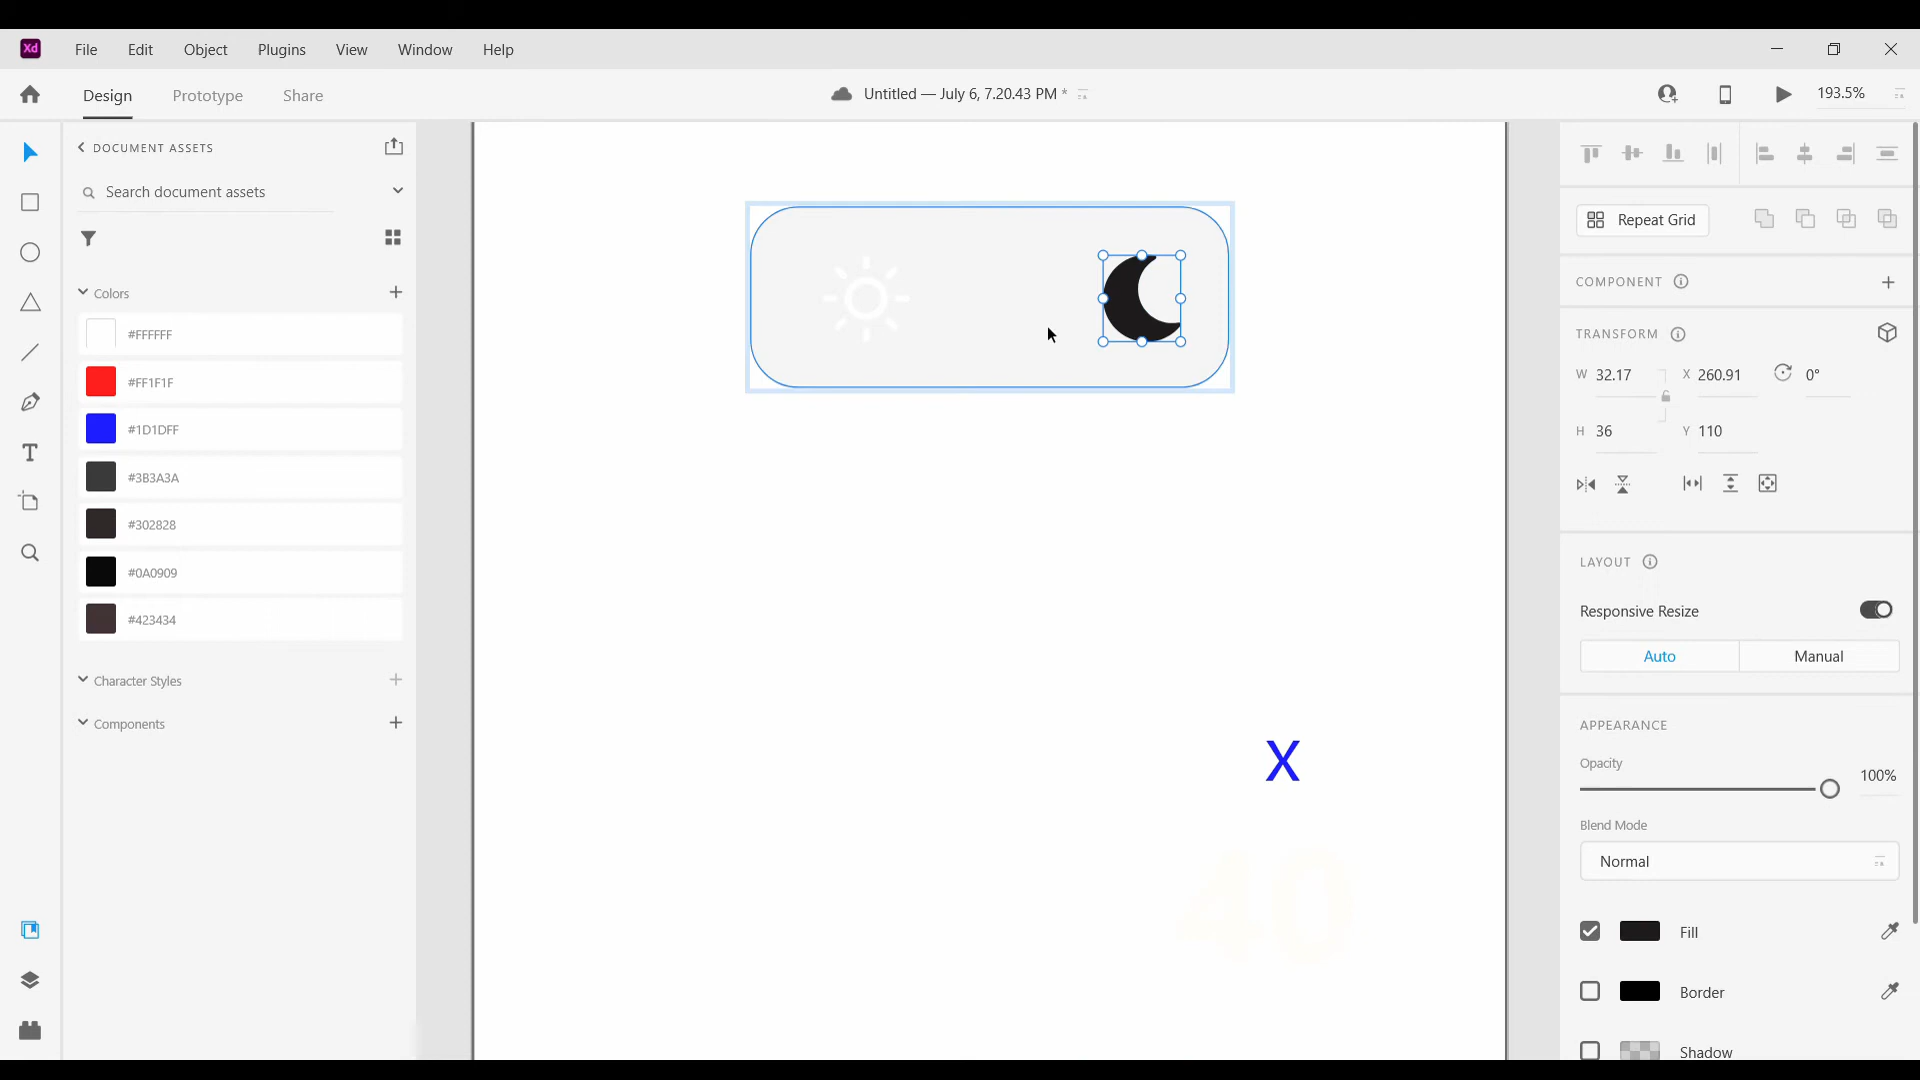 Xd File Edit Object Plugins View Window Help
Design Prototype Share Untitled — July 6, 7.20.43 PM * 193.5%
DOCUMENT ASSETS
Search document assets
Colors
#FFFFFF
#FF1F1F
#1D1DFF
#3B3A3A
#302828
#0A0909
#423434
Character Styles
Components
X
40
Repeat Grid
COMPONENT
TRANSFORM
W 32.17 X 260.91 0°
H 36 Y 110
LAYOUT
Responsive Resize
Auto Manual
APPEARANCE
Opacity
100%
Blend Mode
Normal
Fill
Border
Shadow